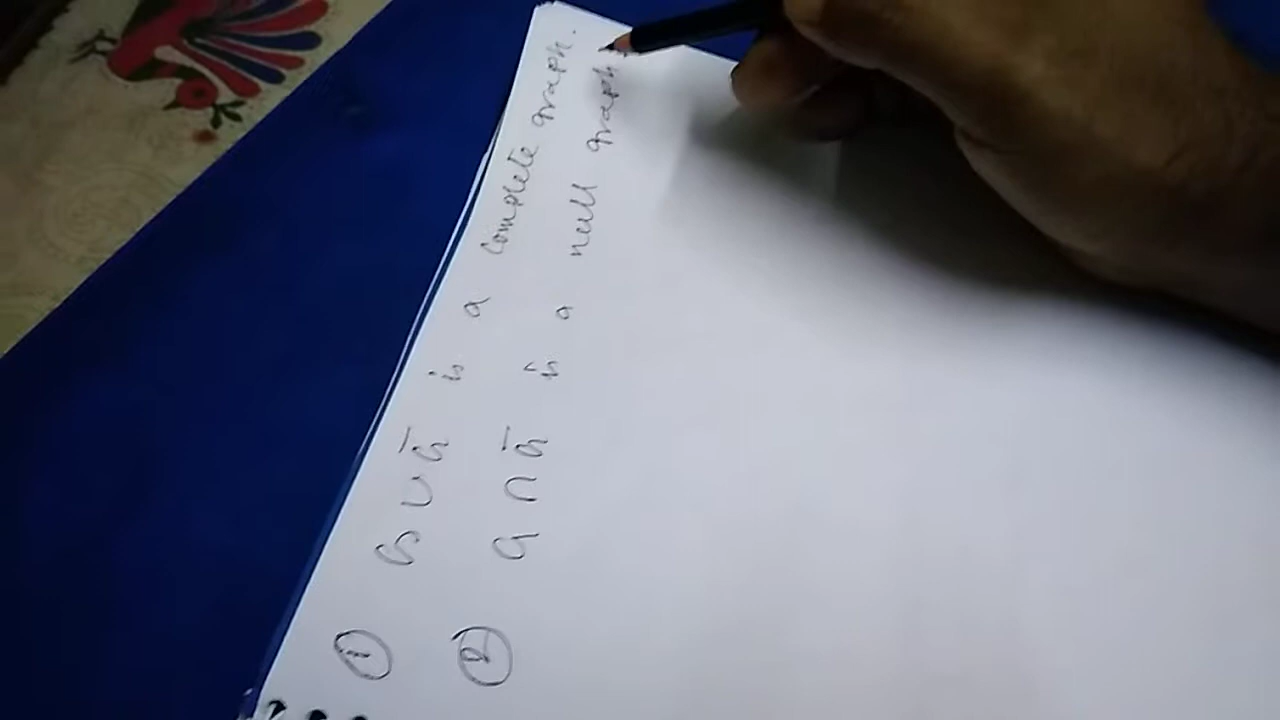 ① G ∪ G̅ is a complete graph.
② G ∩ G̅ is a null graph.